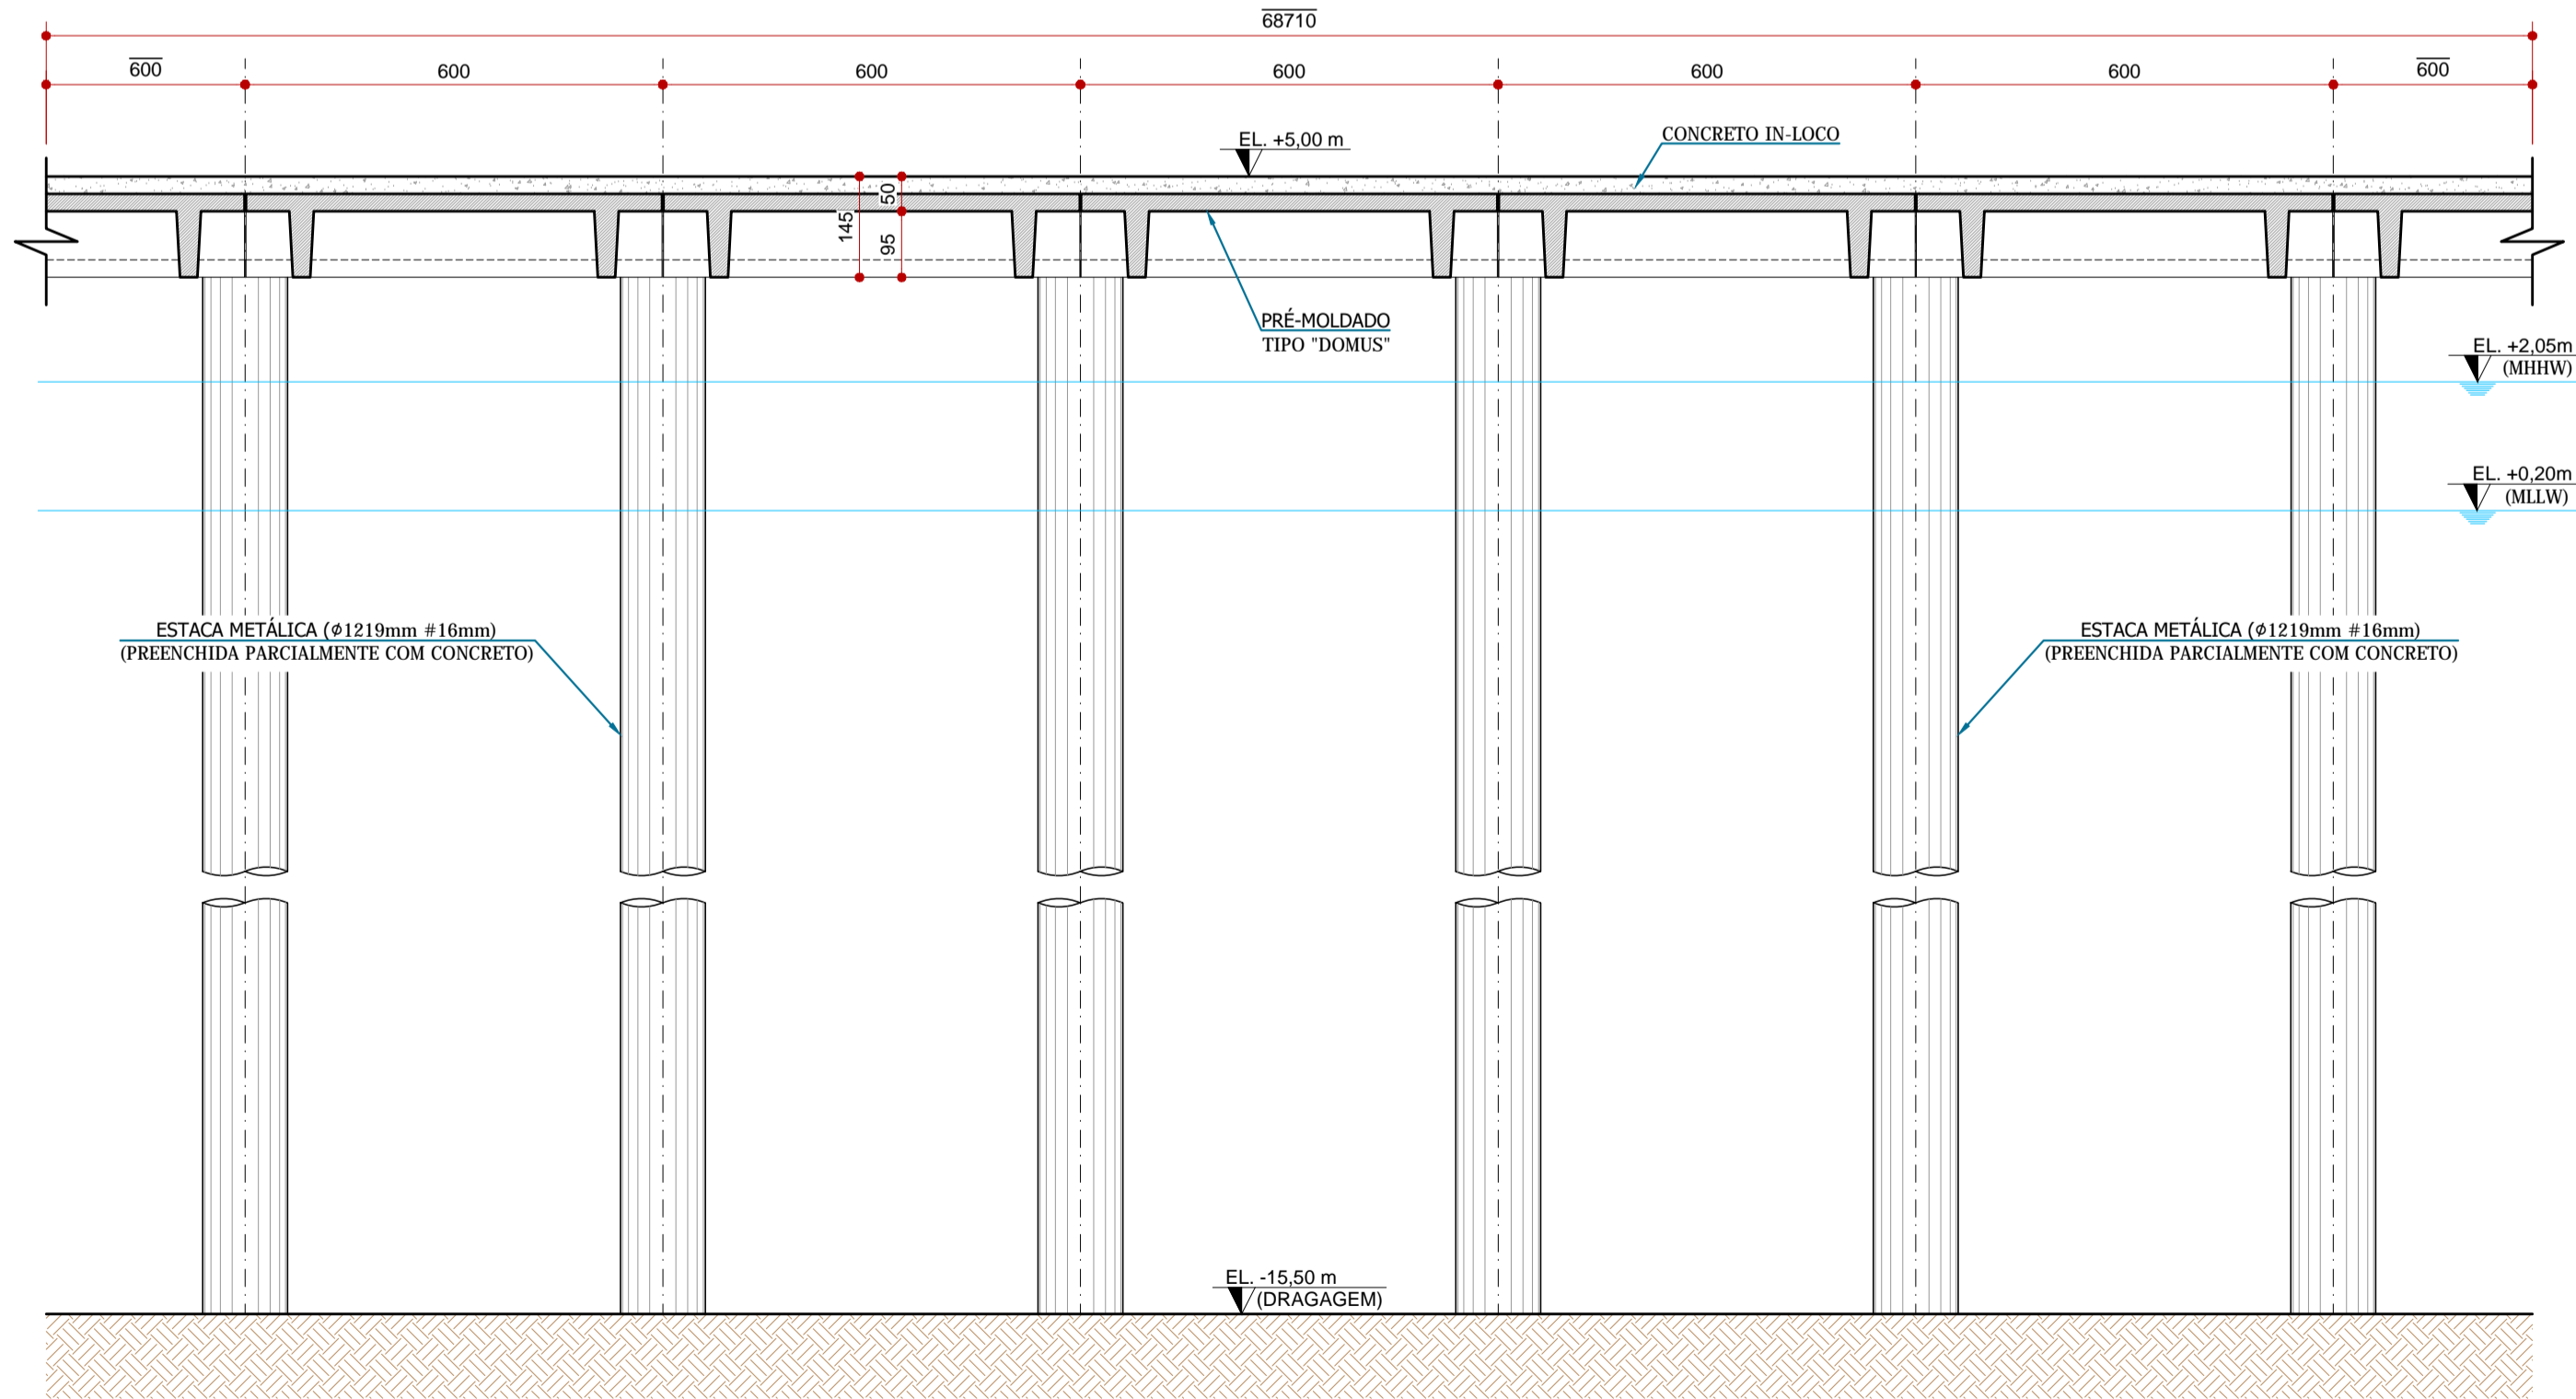 68710
600
600
600
600
600
600
600
EL. +5,00 m
CONCRETO IN-LOCO
50
145
95
PRÉ-MOLDADO
TIPO "DOMUS"
EL. +2,05m
(MHHW)
EL. +0,20m
(MLLW)
ESTACA METÁLICA (ϕ1219mm #16mm)
(PREENCHIDA PARCIALMENTE COM CONCRETO)
ESTACA METÁLICA (ϕ1219mm #16mm)
(PREENCHIDA PARCIALMENTE COM CONCRETO)
EL. -15,50 m
(DRAGAGEM)